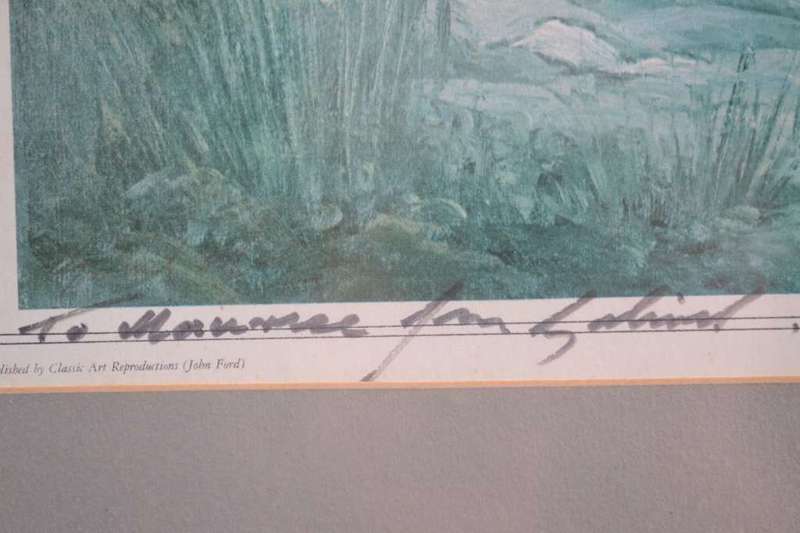 To Maurice from
lished by Classic Art Reproductions (John Ford)